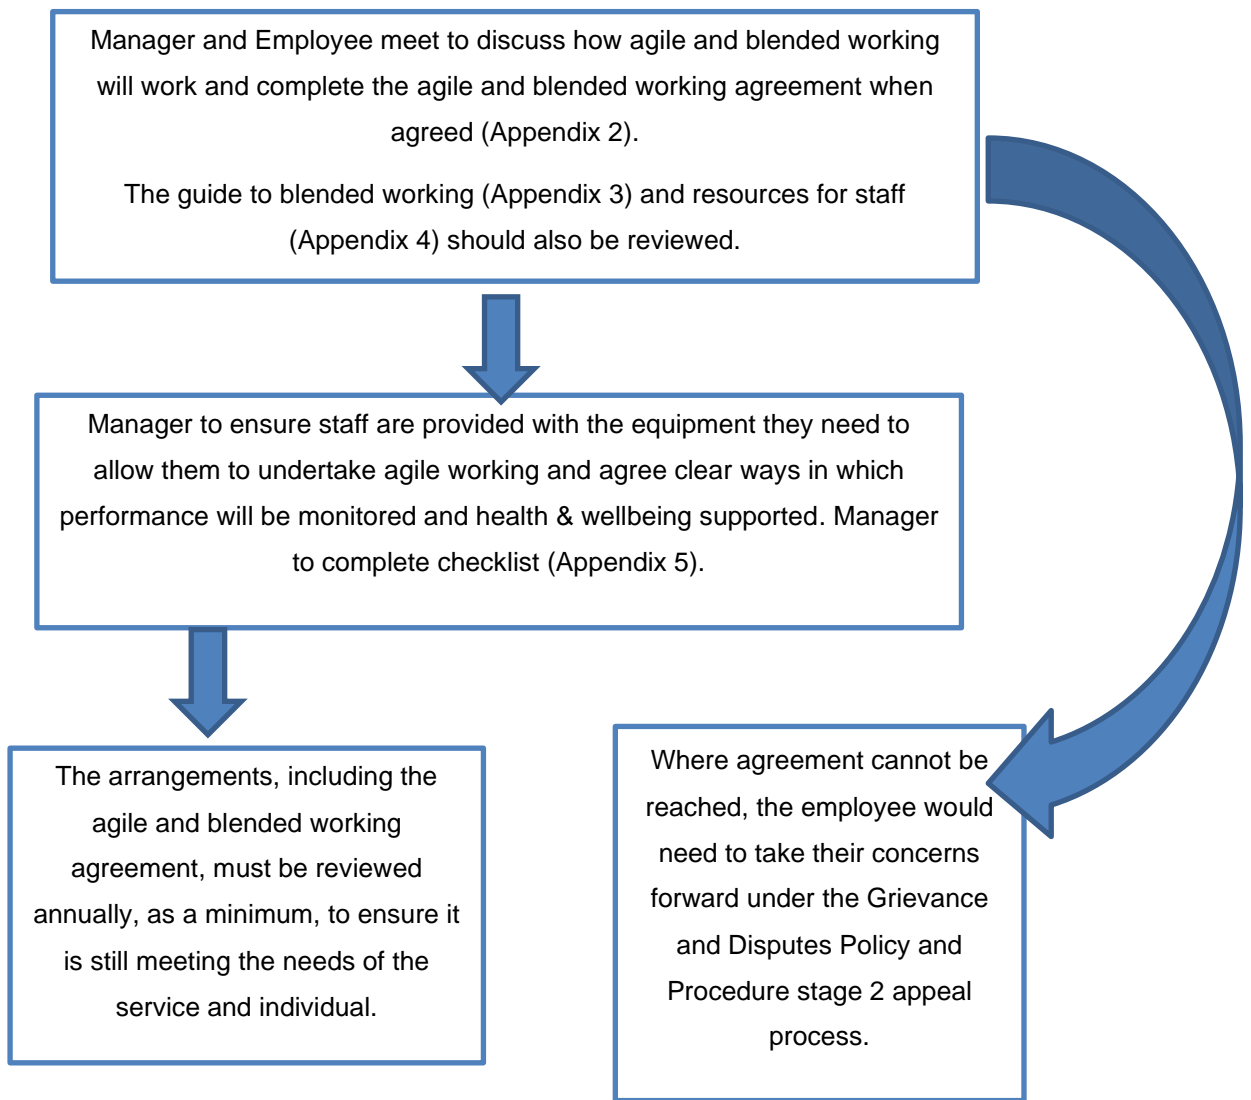 Manager and Employee meet to discuss how agile and blended working
will work and complete the agile and blended working agreement when
agreed (Appendix 2).
The guide to blended working (Appendix 3) and resources for staff
(Appendix 4) should also be reviewed.
Manager to ensure staff are provided with the equipment they need to
allow them to undertake agile working and agree clear ways in which
performance will be monitored and health & wellbeing supported. Manager
to complete checklist (Appendix 5).
The arrangements, including the
agile and blended working
agreement, must be reviewed
annually, as a minimum, to ensure it
is still meeting the needs of the
service and individual.
Where agreement cannot be
reached, the employee would
need to take their concerns
forward under the Grievance
and Disputes Policy and
Procedure stage 2 appeal
process.